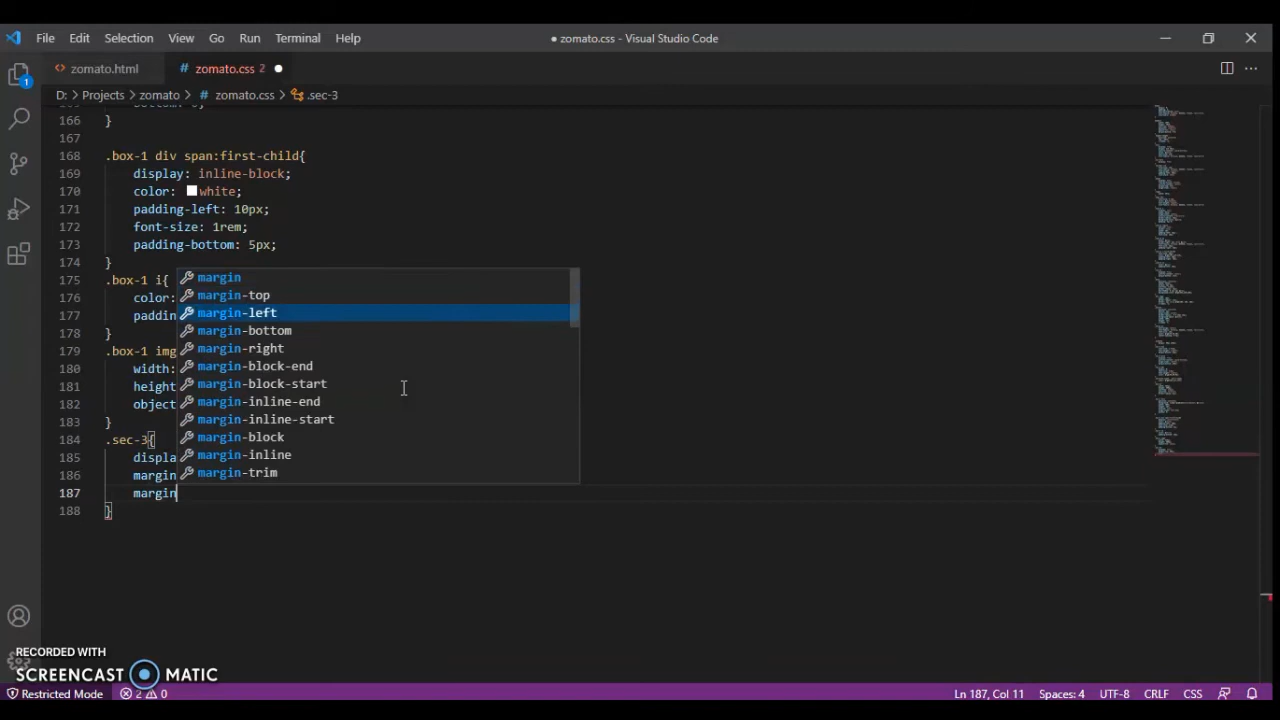 File Edit Selection View Go Run Terminal Help
● zomato.css - Visual Studio Code
<> zomato.html
# zomato.css 2 ●
D: > Projects > zomato > # zomato.css > .sec-3
166 }
167
168 .box-1 div span:first-child{
169 display: inline-block;
170 color: white;
171 padding-left: 10px;
172 font-size: 1rem;
173 padding-bottom: 5px;
174 }
175 .box-1 i{
176 color:
177 paddin
178 }
179 .box-1 img
180 width:
181 height
182 object
183 }
184 .sec-3{
185 displa
186 margin
187 margin
188 }
margin
margin-top
margin-left
margin-bottom
margin-right
margin-block-end
margin-block-start
margin-inline-end
margin-inline-start
margin-block
margin-inline
margin-trim
1
RECORDED WITH
SCREENCAST MATIC
Restricted Mode 2 0
Ln 187, Col 11 Spaces: 4 UTF-8 CRLF CSS